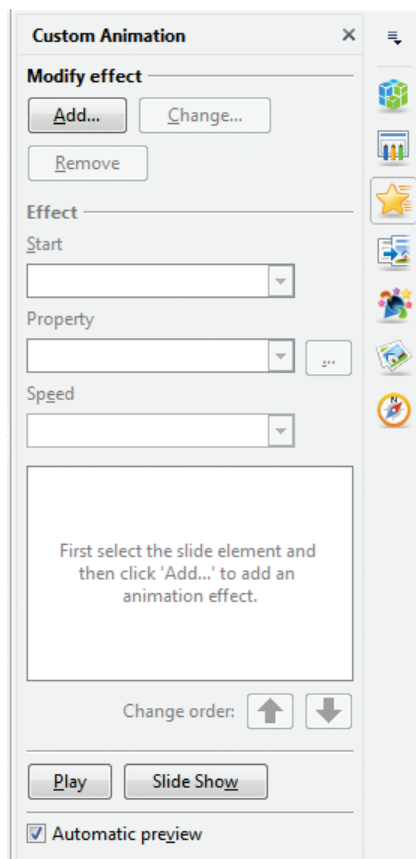 Custom Animation
Modify effect
Add...
Change...
Remove
Effect
Start
Property
...
Speed
First select the slide element and
then click 'Add...' to add an
animation effect.
Change order:
Play
Slide Show
Automatic preview
N